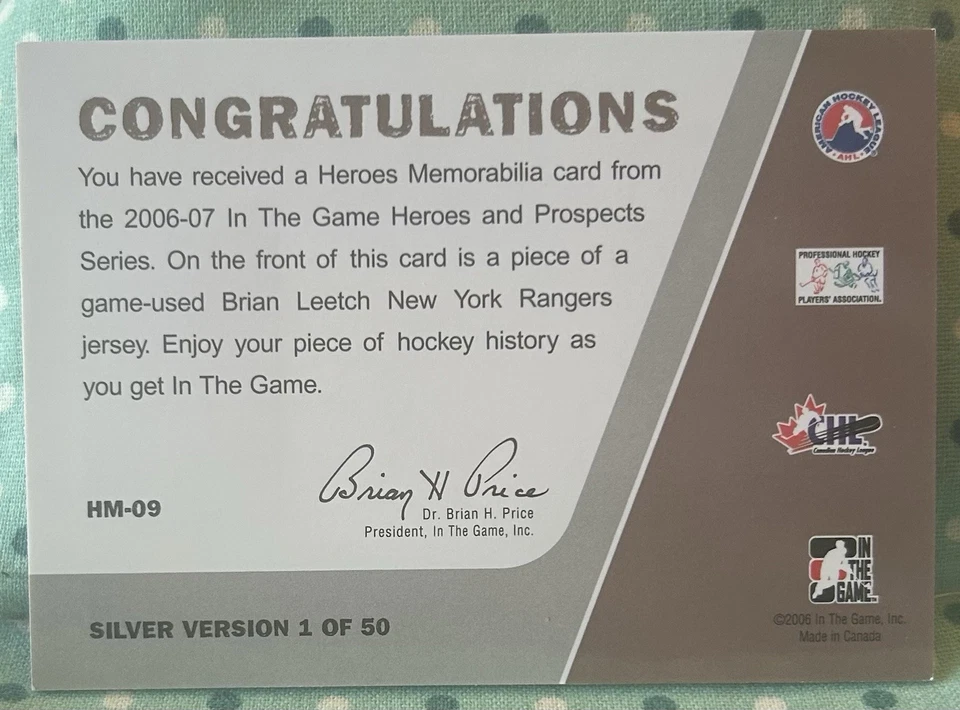 CONGRATULATIONS
You have received a Heroes Memorabilia card from
the 2006-07 In The Game Heroes and Prospects
Series. On the front of this card is a piece of a
game-used Brian Leetch New York Rangers
jersey. Enjoy your piece of hockey history as
you get In The Game.
Brian H Price
HM-09
Dr. Brian H. Price
President, In The Game, Inc.
SILVER VERSION 1 OF 50
AMERICAN HOCKEY LEAGUE
AHL
PROFESSIONAL HOCKEY
PLAYERS' ASSOCIATION.
CHL
Canadian Hockey League
IN
THE
GAME
©2006 In The Game, Inc.
Made in Canada